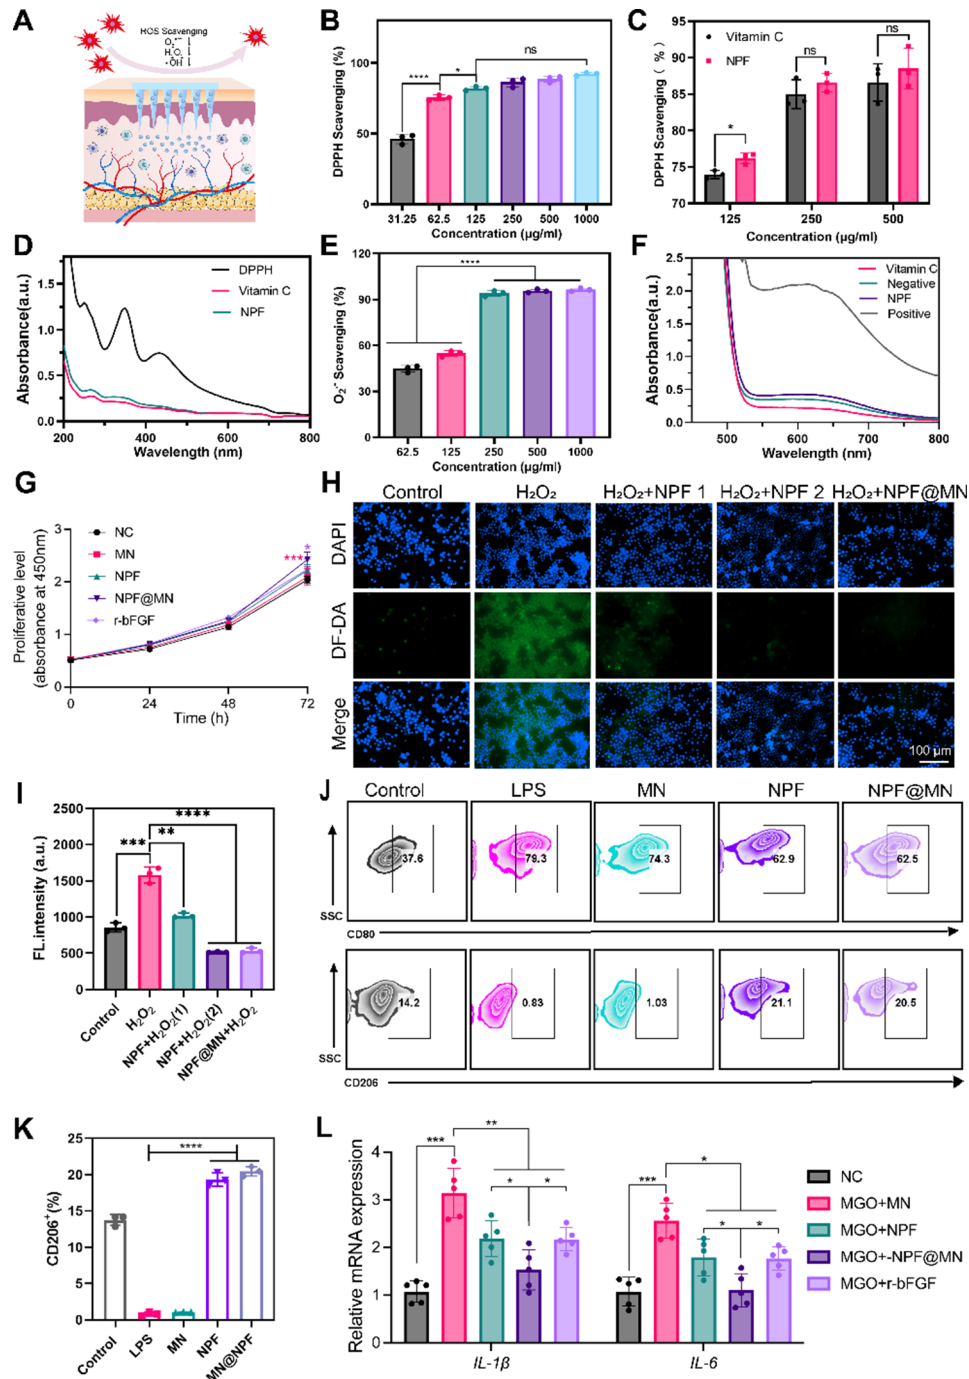 A
ROS Scavenging
O₂•⁻ ↓
H₂O₂ ↓
•OH ↓
B
DPPH Scavenging (%)
100
50
0
****
*
ns
31.25 62.5 125 250 500 1000
Concentration (μg/ml)
C
DPPH Scavenging ( % )
95
90
85
80
75
70
Vitamin C
NPF
*
ns
ns
125 250 500
Concentration (μg/ml)
D
Absorbance(a.u.)
1.5
1.0
0.5
0.0
DPPH
Vitamin C
NPF
200 300 400 500 600 700 800
Wavelength (nm)
E
O₂•⁻ Scavenging (%)
120
90
60
30
0
****
62.5 125 250 500 1000
Concentration (μg/ml)
F
Absorbance(a.u.)
2.5
2.0
1.5
1.0
0.5
0.0
Vitamin C
Negative
NPF
Positive
500 600 700 800
Wavelength (nm)
G
Proliferative level
(absorbance at 450nm)
3
2
1
0
NC
MN
NPF
NPF@MN
r-bFGF
*
***
0 24 48 72
Time (h)
H
Control H₂O₂ H₂O₂+NPF 1 H₂O₂+NPF 2 H₂O₂+NPF@MN
DAPI
DF-DA
Merge
100 μm
I
FL.intensity (a.u.)
2500
2000
1500
1000
500
0
****
*** **
Control
H₂O₂
NPF+H₂O₂(1)
NPF+H₂O₂(2)
NPF@MN+H₂O₂
J
Control LPS MN NPF NPF@MN
37.6 79.3 74.3 62.9 62.5
SSC
CD80
14.2 0.83 1.03 21.1 20.5
SSC
CD206
K
CD206⁺(%)
25
20
15
10
5
0
****
Control
LPS
MN
NPF
MN@NPF
L
Relative mRNA expression
4
3
2
1
0
***
**
* *
***
*
* *
IL-1β IL-6
NC
MGO+MN
MGO+NPF
MGO+-NPF@MN
MGO+r-bFGF